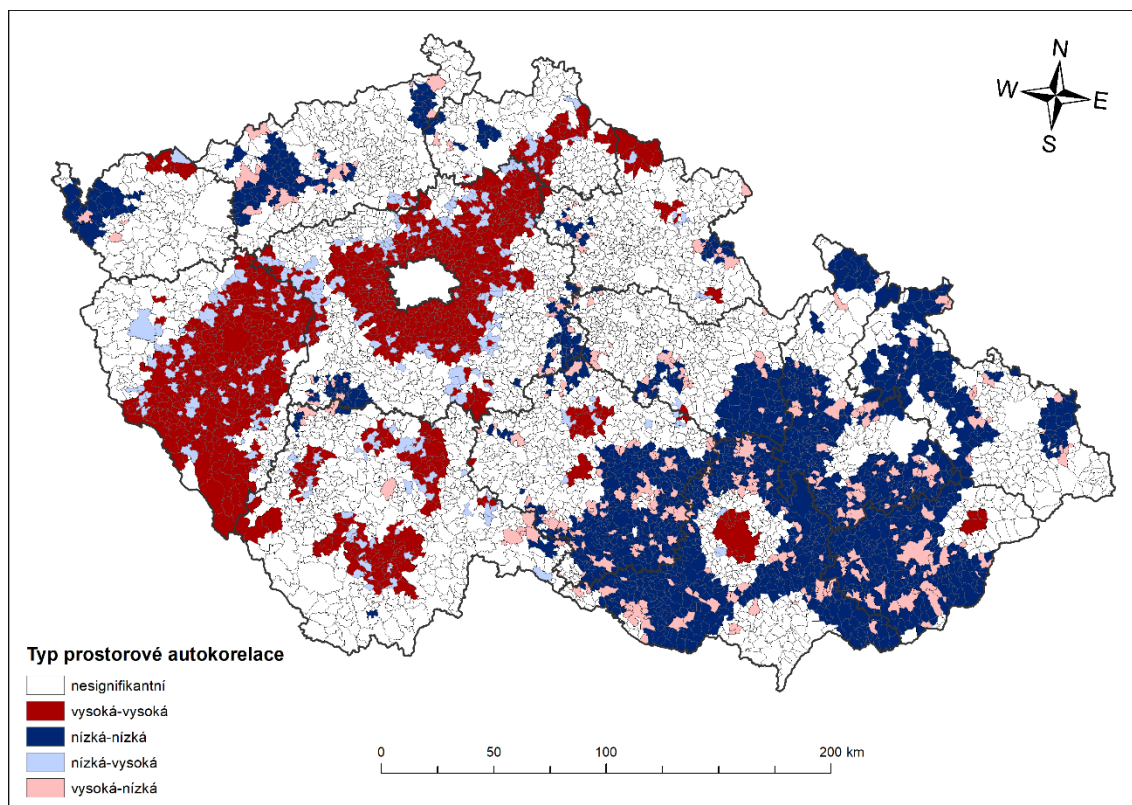 N
W
E
S
Typ prostorové autokorelace
nesignifikantní
vysoká-vysoká
nízká-nízká
nízká-vysoká
vysoká-nízká
0 50 100 200 km